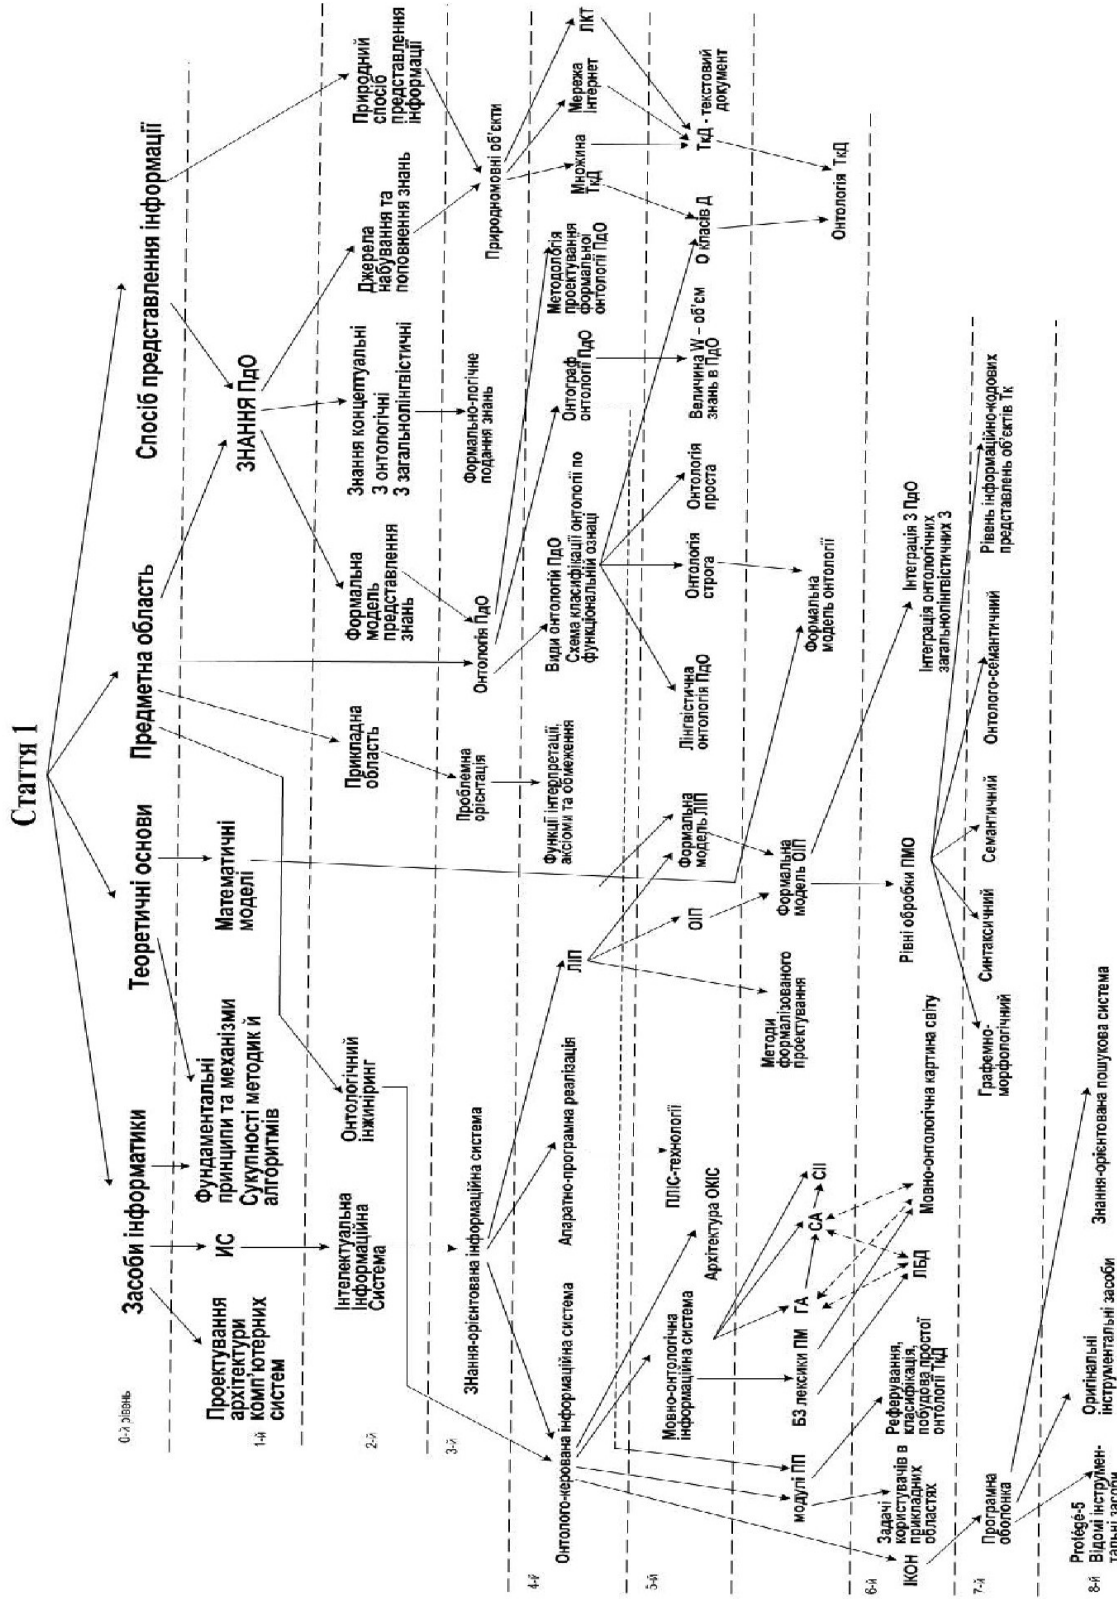 Стаття 1
0-й рівень
Засоби інформатики
Теоретичні основи
Предметна область
Спосіб представлення інформації
1-й
Проектування
архітектури
комп'ютерних
систем
ИС
Фундаментальні
принципи та механізми
Сукупності методик й
алгоритмів
Математичні
моделі
ЗНАННЯ ПдО
2-й
Інтелектуальна
Інформаційна
Система
Онтологічний
інжиніринг
Прикладна
область
Формальна
модель
представлення
знань
Знання концептуальні
З онтологічні
З загальнолінгвістичні
Джерела
набування та
поповнення знань
Природний
спосіб
представлення
інформації
3-й
ЗНання-орієнтована інформаційна система
Проблемна
орієнтація
Онтологія ПдО
Формально-логічне
подання знань
Природномовні об'єкти
4-й
Онтолого-керована інформаційна система
Апаратно-програмна реалізація
ЛІП
Функції інтерпретації,
аксіоми та обмеження
Види онтологій ПдО
Схема класифікації онтології по
функціональній ознаці
Онтограф
онтології ПдО
Методологія
проектування
формальної
онтології ПдО
Множина
ТкД
Мережа
інтернет
ЛКТ
5-й
Мовно-онтологічна
інформаційна система
Архітектура ОКІС
ПЛІС-технології
ОІП
Формальна
модель ЛІП
Лінгвістична
онтологія ПдО
Онтологія
строга
Онтологія
проста
Величина W – об'єм
знань в ПдО
О класів Д
ТкД - текстовий
документ
модулі ПП
БЗ лексики ПМ
ГА
СА
СІІ
Методи
формалізованого
проектування
Формальна
модель ОІП
Формальна
модель онтології
Онтологія ТкД
6-й
ІКОН
Задачі
користувачів в
прикладних
областях
Реферування,
класифікація,
побудова простої
онтології ТкД
ЛБД
Мовно-онтологічна картина світу
Рівні обробки ПМО
Інтеграція З ПдО
Інтеграція онтологічних
загальнолінгвістичних З
7-й
Програмна
оболонка
Графемно-
морфологічний
Синтаксичний
Семантичний
Онтолого-семантичний
Рівень інформаційно-кодових
представлень об'єктів Тк
8-й
Protégé-5
Відомі інструмен-
тальні засоби
Оригінальні
інструментальні засоби
Знання-орієнтована пошукова система